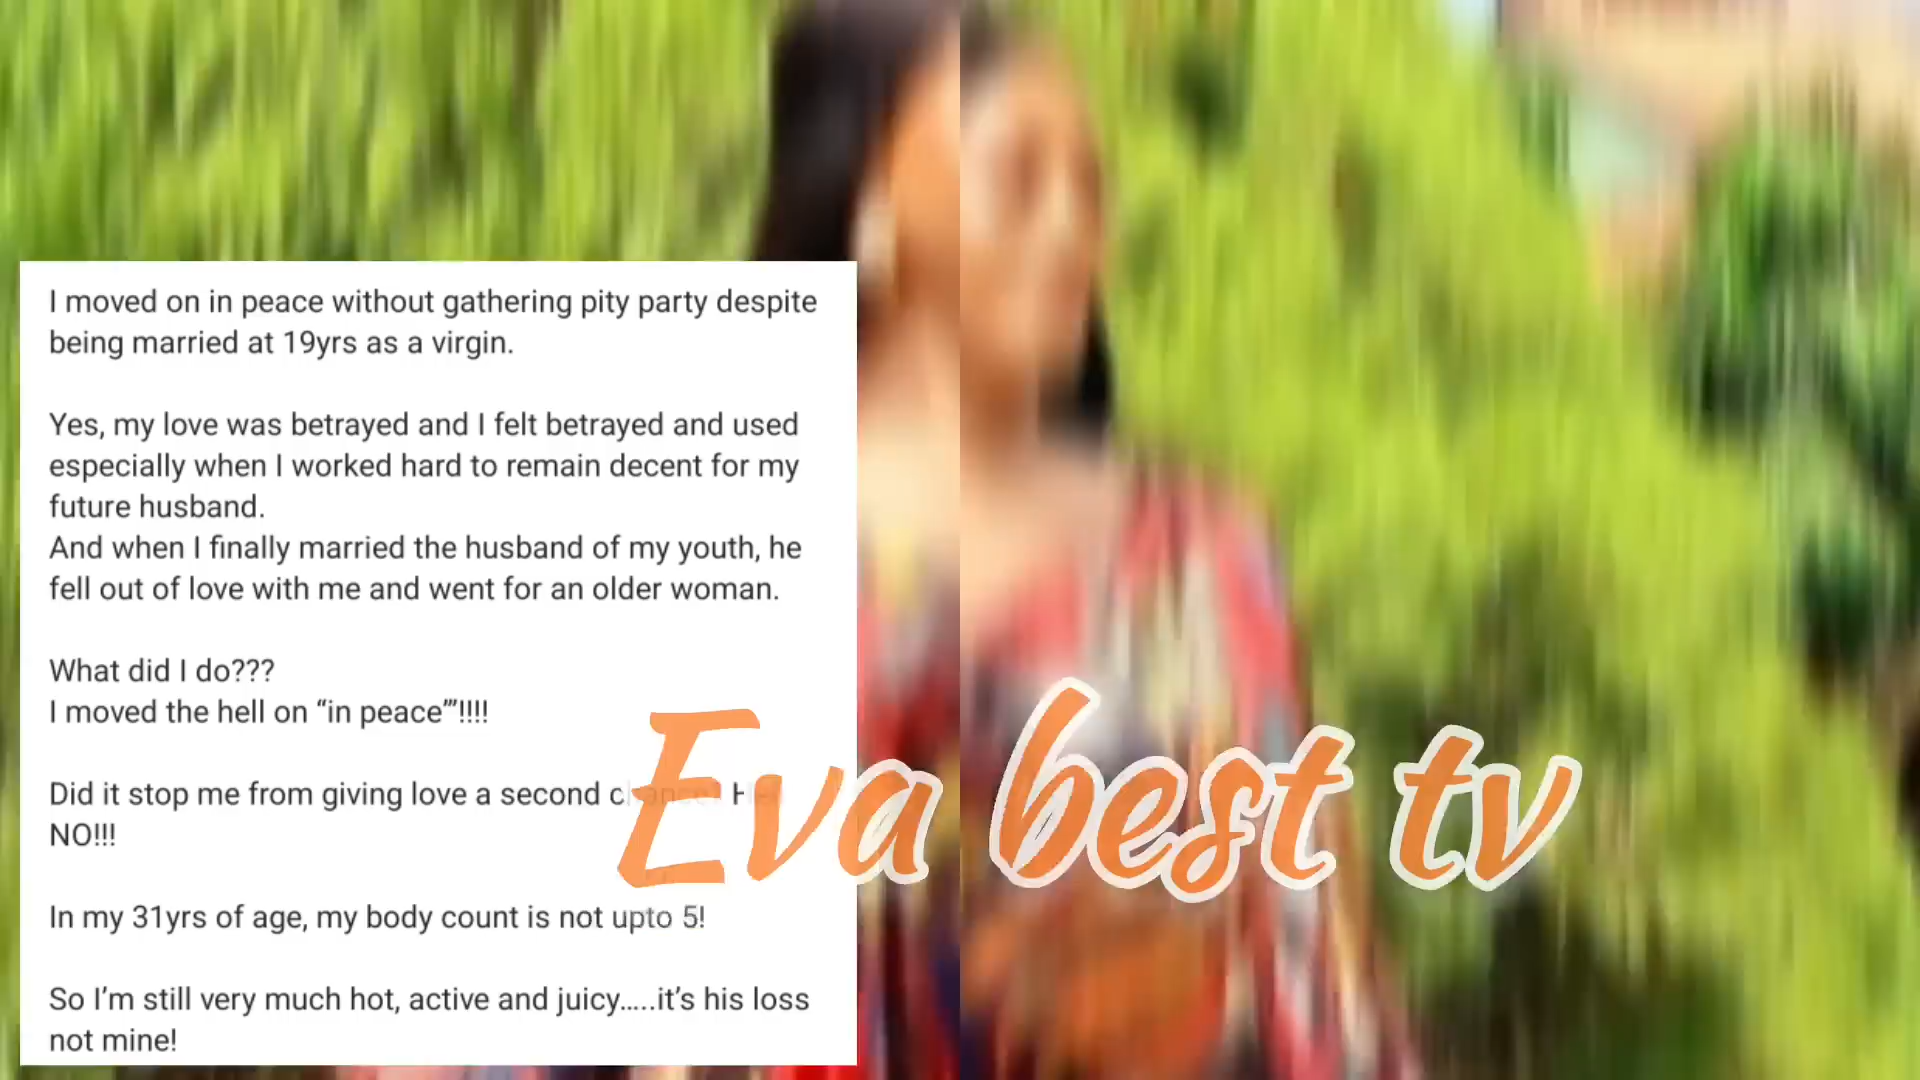 I moved on in peace without gathering pity party despite
being married at 19yrs as a virgin.
Yes, my love was betrayed and I felt betrayed and used
especially when I worked hard to remain decent for my
future husband.
And when I finally married the husband of my youth, he
fell out of love with me and went for an older woman.
What did I do???
I moved the hell on “in peace”’!!!!
Did it stop me from giving love a second
NO!!!
In my 31yrs of age, my body count is not upto 5!
So I’m still very much hot, active and juicy…..it’s his loss
not mine!
Eva best tv